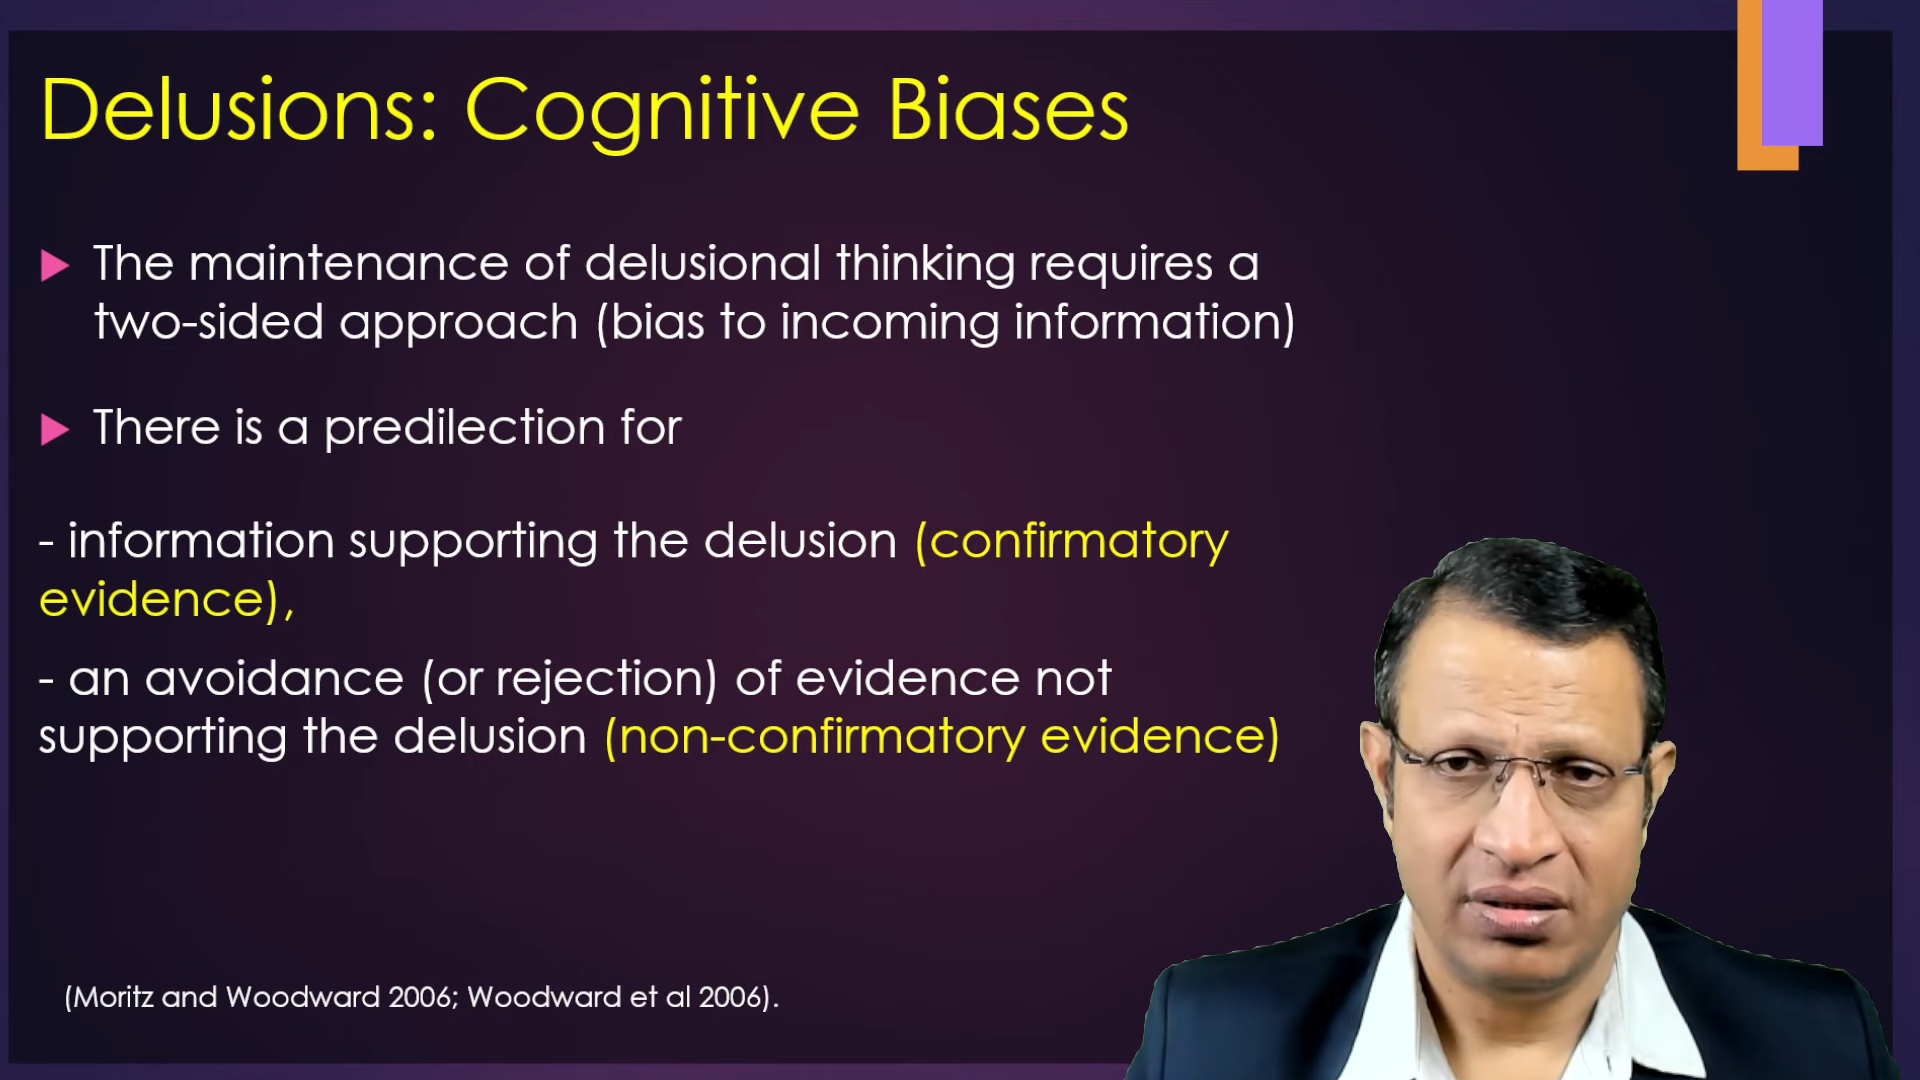 Delusions: Cognitive Biases
The maintenance of delusional thinking requires a
two-sided approach (bias to incoming information)
There is a predilection for
- information supporting the delusion (confirmatory
evidence),
- an avoidance (or rejection) of evidence not
supporting the delusion (non-confirmatory evidence)
(Moritz and Woodward 2006; Woodward et al 2006).